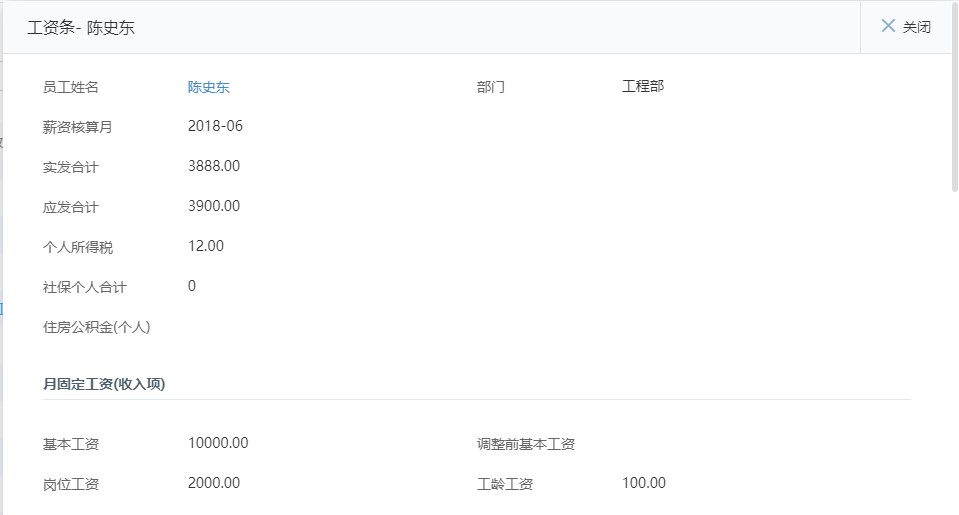 工资条- 陈史东
关闭
员工姓名 陈史东 部门 工程部
薪资核算月 2018-06
实发合计 3888.00
应发合计 3900.00
个人所得税 12.00
社保个人合计 0
住房公积金(个人)
月固定工资(收入项)
基本工资 10000.00 调整前基本工资
岗位工资 2000.00 工龄工资 100.00